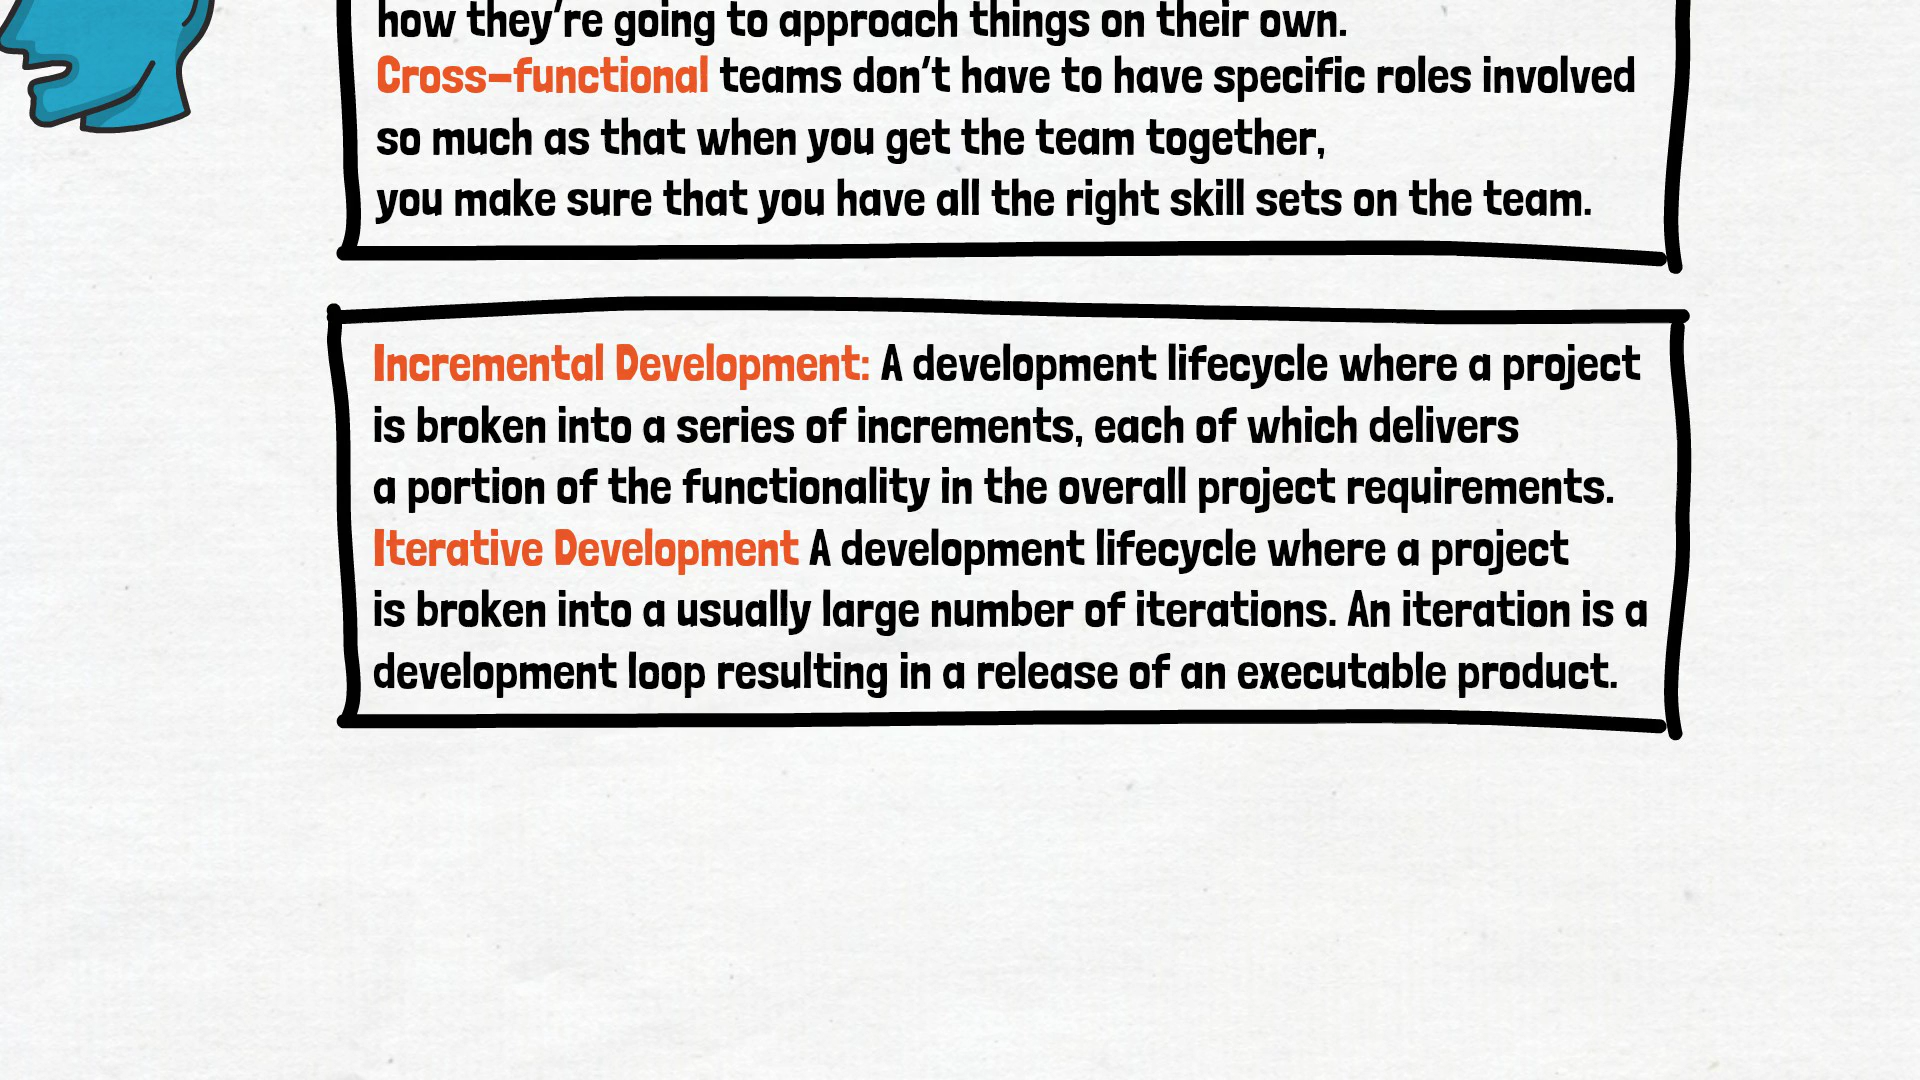 how they're going to approach things on their own.
Cross-functional teams don't have to have specific roles involved
so much as that when you get the team together,
you make sure that you have all the right skill sets on the team.
Incremental Development: A development lifecycle where a project
is broken into a series of increments, each of which delivers
a portion of the functionality in the overall project requirements.
Iterative Development A development lifecycle where a project
is broken into a usually large number of iterations. An iteration is a
development loop resulting in a release of an executable product.